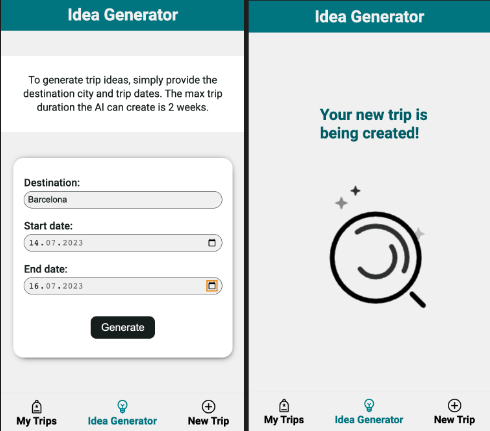 Idea Generator
To generate trip ideas, simply provide the
destination city and trip dates. The max trip
duration the AI can create is 2 weeks.
Destination:
Barcelona
Start date:
14.07.2023
End date:
16.07.2023
Generate
My Trips
Idea Generator
New Trip
Idea Generator
Your new trip is
being created!
My Trips
Idea Generator
New Trip